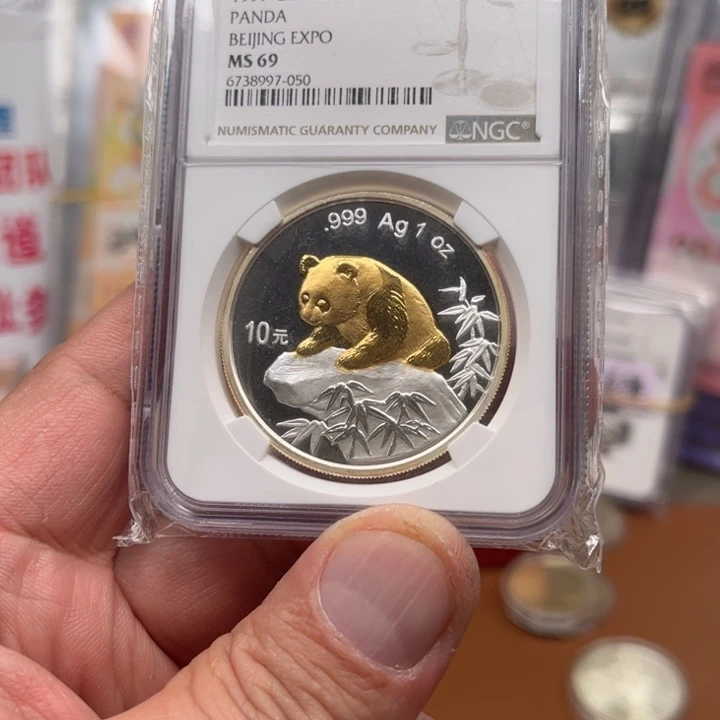 PANDA
BEIJING EXPO
MS 69
6738997-050
NUMISMATIC GUARANTY COMPANY NGC®
.999 Ag 1 oz
10元